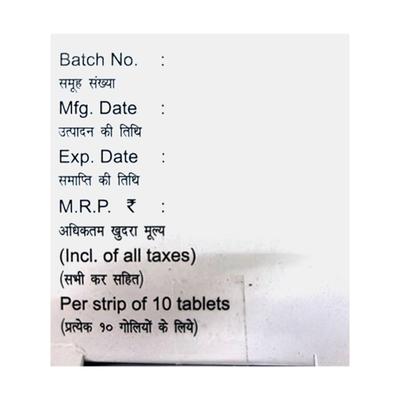 Batch No. :
समूह संख्या
Mfg. Date :
उत्पादन की तिथि
Exp. Date :
समाप्ति की तिथि
M.R.P. ₹ :
अधिकतम खुदरा मूल्य
(Incl. of all taxes)
(सभी कर सहित)
Per strip of 10 tablets
(प्रत्येक १० गोलियों के लिये)